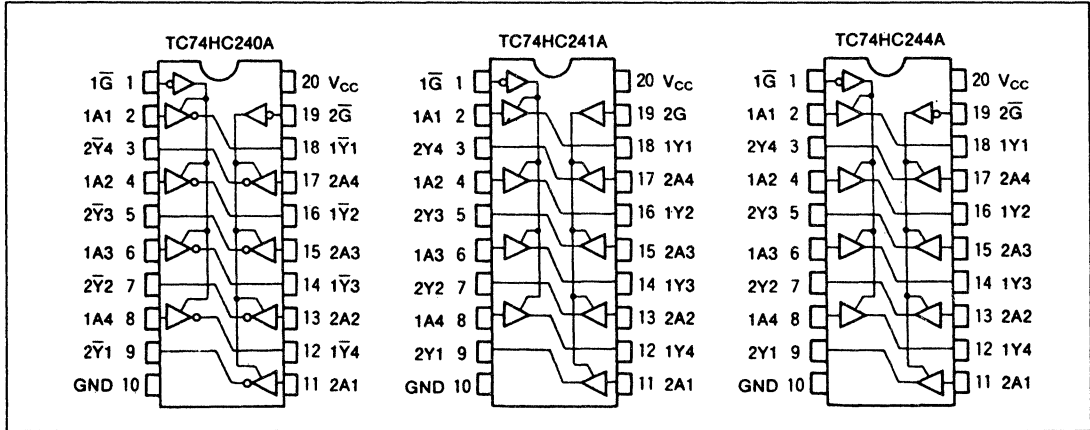 TC74HC240A
1G̅ 1 20 VCC
1A1 2 19 2G̅
2Y̅4 3 18 1Y̅1
1A2 4 17 2A4
2Y̅3 5 16 1Y̅2
1A3 6 15 2A3
2Y̅2 7 14 1Y̅3
1A4 8 13 2A2
2Y̅1 9 12 1Y̅4
GND 10 11 2A1
TC74HC241A
1G̅ 1 20 VCC
1A1 2 19 2G
2Y4 3 18 1Y1
1A2 4 17 2A4
2Y3 5 16 1Y2
1A3 6 15 2A3
2Y2 7 14 1Y3
1A4 8 13 2A2
2Y1 9 12 1Y4
GND 10 11 2A1
TC74HC244A
1G̅ 1 20 VCC
1A1 2 19 2G̅
2Y4 3 18 1Y1
1A2 4 17 2A4
2Y3 5 16 1Y2
1A3 6 15 2A3
2Y2 7 14 1Y3
1A4 8 13 2A2
2Y1 9 12 1Y4
GND 10 11 2A1